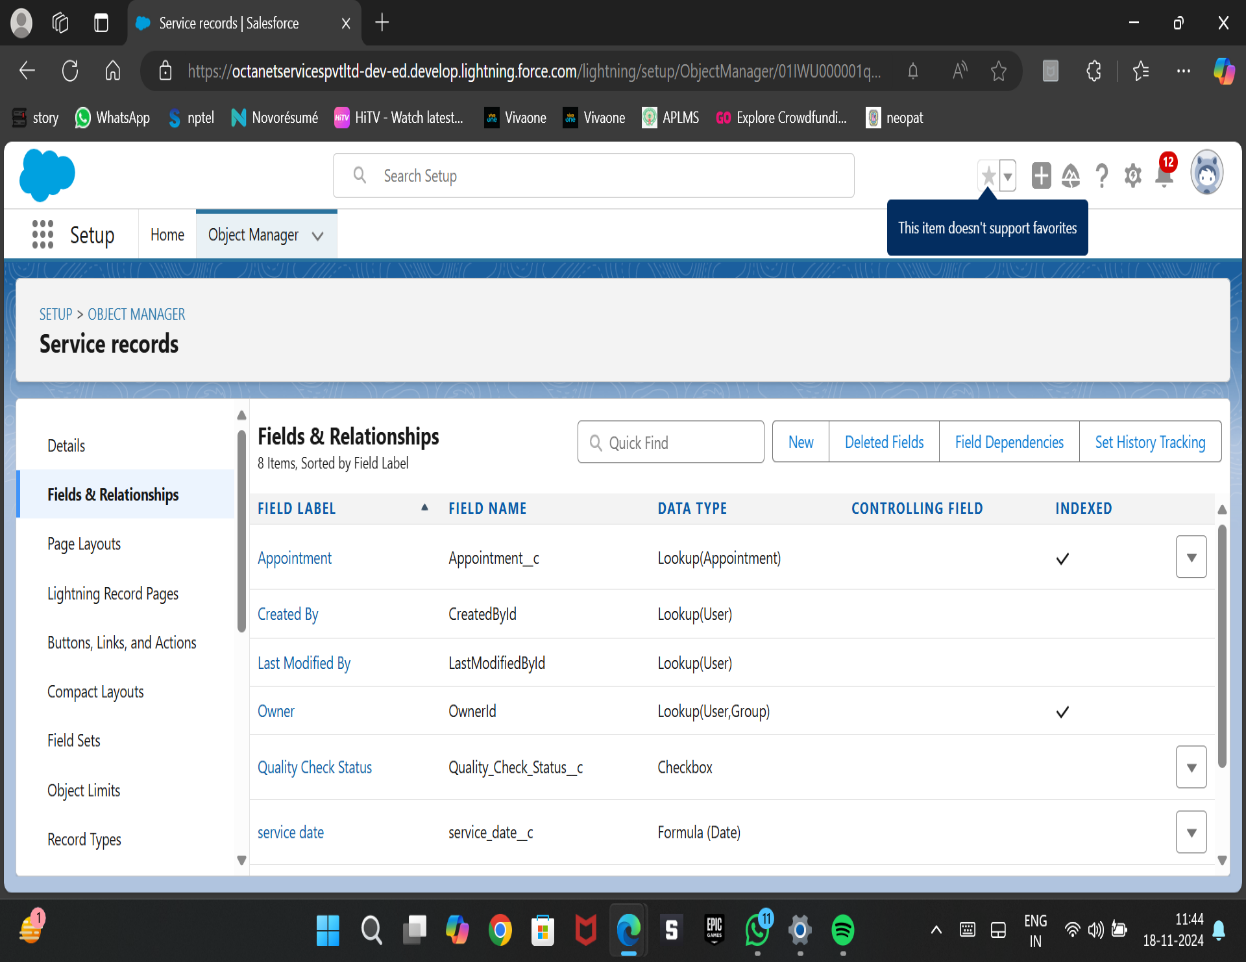 Service records | Salesforce
https://octanetservicespvtltd-dev-ed.develop.lightning.force.com/lightning/setup/ObjectManager/01IWU000001q...
story
WhatsApp
nptel
Novorésumé
HiTV - Watch latest...
Vivaone
Vivaone
APLMS
GO Explore Crowdfundi...
neopat
Search Setup
12
Setup
Home
Object Manager
This item doesn't support favorites
SETUP > OBJECT MANAGER
Service records
Details
Fields & Relationships
Page Layouts
Lightning Record Pages
Buttons, Links, and Actions
Compact Layouts
Field Sets
Object Limits
Record Types
Fields & Relationships
8 Items, Sorted by Field Label
Quick Find
New
Deleted Fields
Field Dependencies
Set History Tracking
FIELD LABEL FIELD NAME DATA TYPE CONTROLLING FIELD INDEXED
Appointment Appointment__c Lookup(Appointment)
Created By CreatedById Lookup(User)
Last Modified By LastModifiedById Lookup(User)
Owner OwnerId Lookup(User,Group)
Quality Check Status Quality_Check_Status__c Checkbox
service date service_date__c Formula (Date)
1
S
EPIC GAMES
11
ENG
IN
11:44
18-11-2024